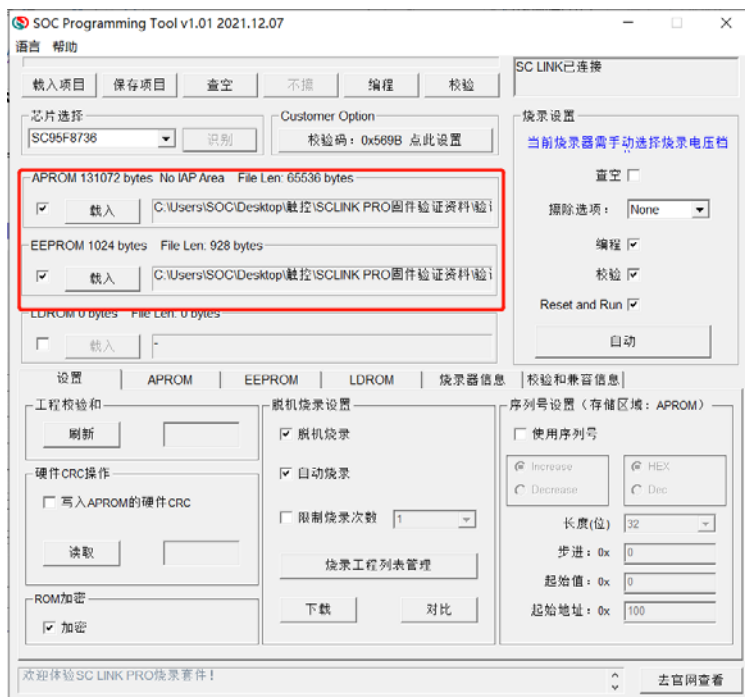 SOC Programming Tool v1.01 2021.12.07
语言 帮助
载入项目 保存项目 查空 不擦 编程 校验
SC LINK已连接
芯片选择
SC95F8736 识别
Customer Option
校验码：0x569B 点此设置
APROM 131072 bytes No IAP Area File Len: 65536 bytes
载入 C:\Users\SOC\Desktop\触控\SCLINK PRO固件验证资料\验
EEPROM 1024 bytes File Len: 928 bytes
载入 C:\Users\SOC\Desktop\触控\SCLINK PRO固件验证资料\验
LDROM 0 bytes File Len: 0 bytes
载入 -
烧录设置
当前烧录器需手动选择烧录电压档
查空
擦除选项： None
编程
校验
Reset and Run
自动
设置 APROM EEPROM LDROM 烧录器信息 校验和兼容信息
工程校验和
刷新
硬件CRC操作
写入APROM的硬件CRC
读取
ROM加密
加密
脱机烧录设置
脱机烧录
自动烧录
限制烧录次数 1
烧录工程列表管理
下载 对比
序列号设置（存储区域：APROM）
使用序列号
Increase HEX
Decrease Dec
长度(位) 32
步进：0x 0
起始值：0x 0
起始地址：0x 100
欢迎体验SC LINK PRO烧录套件！
去官网查看